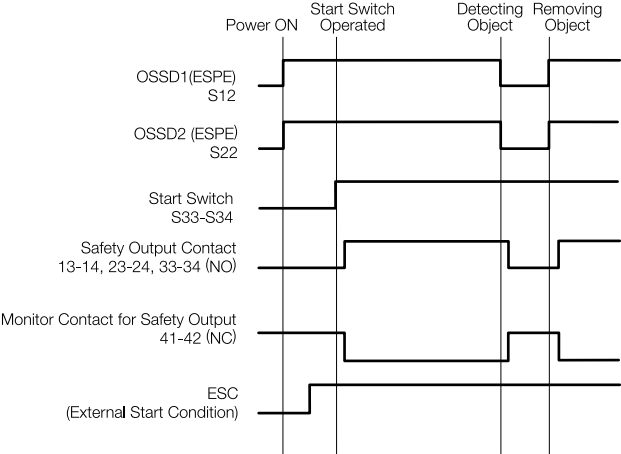 Power ON
Start Switch
Operated
Detecting
Object
Removing
Object
OSSD1(ESPE)
S12
OSSD2 (ESPE)
S22
Start Switch
S33-S34
Safety Output Contact
13-14, 23-24, 33-34 (NO)
Monitor Contact for Safety Output
41-42 (NC)
ESC
(External Start Condition)